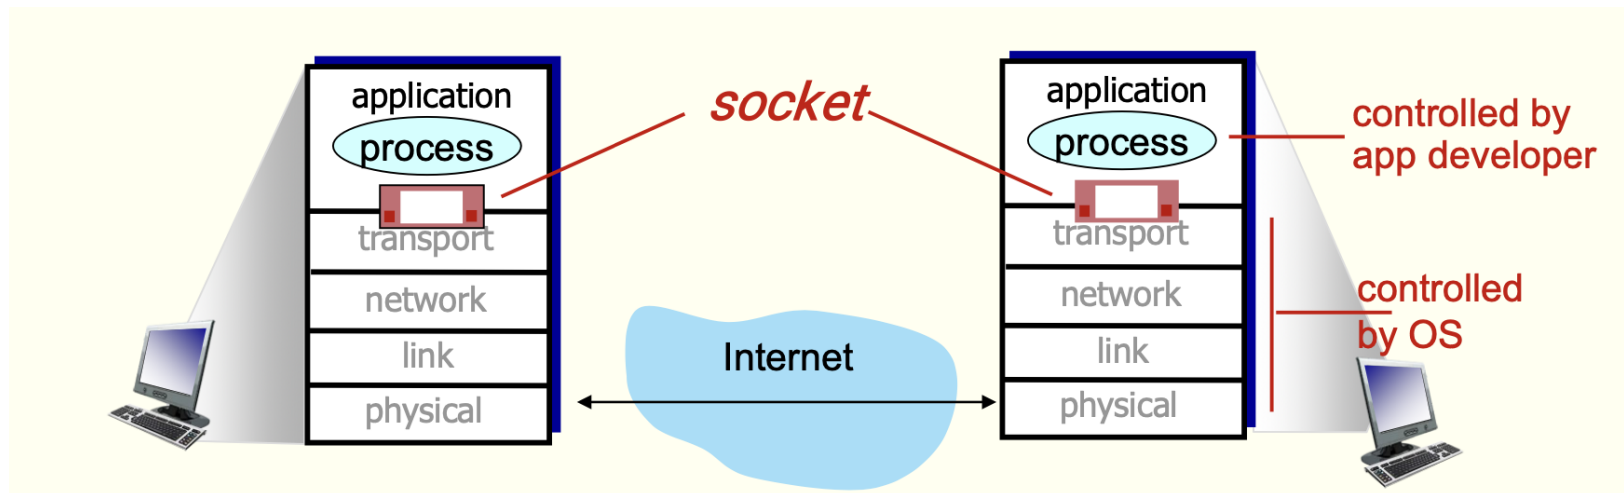 application
process
transport
network
link
physical
socket
Internet
application
process
transport
network
link
physical
controlled by
app developer
controlled
by OS